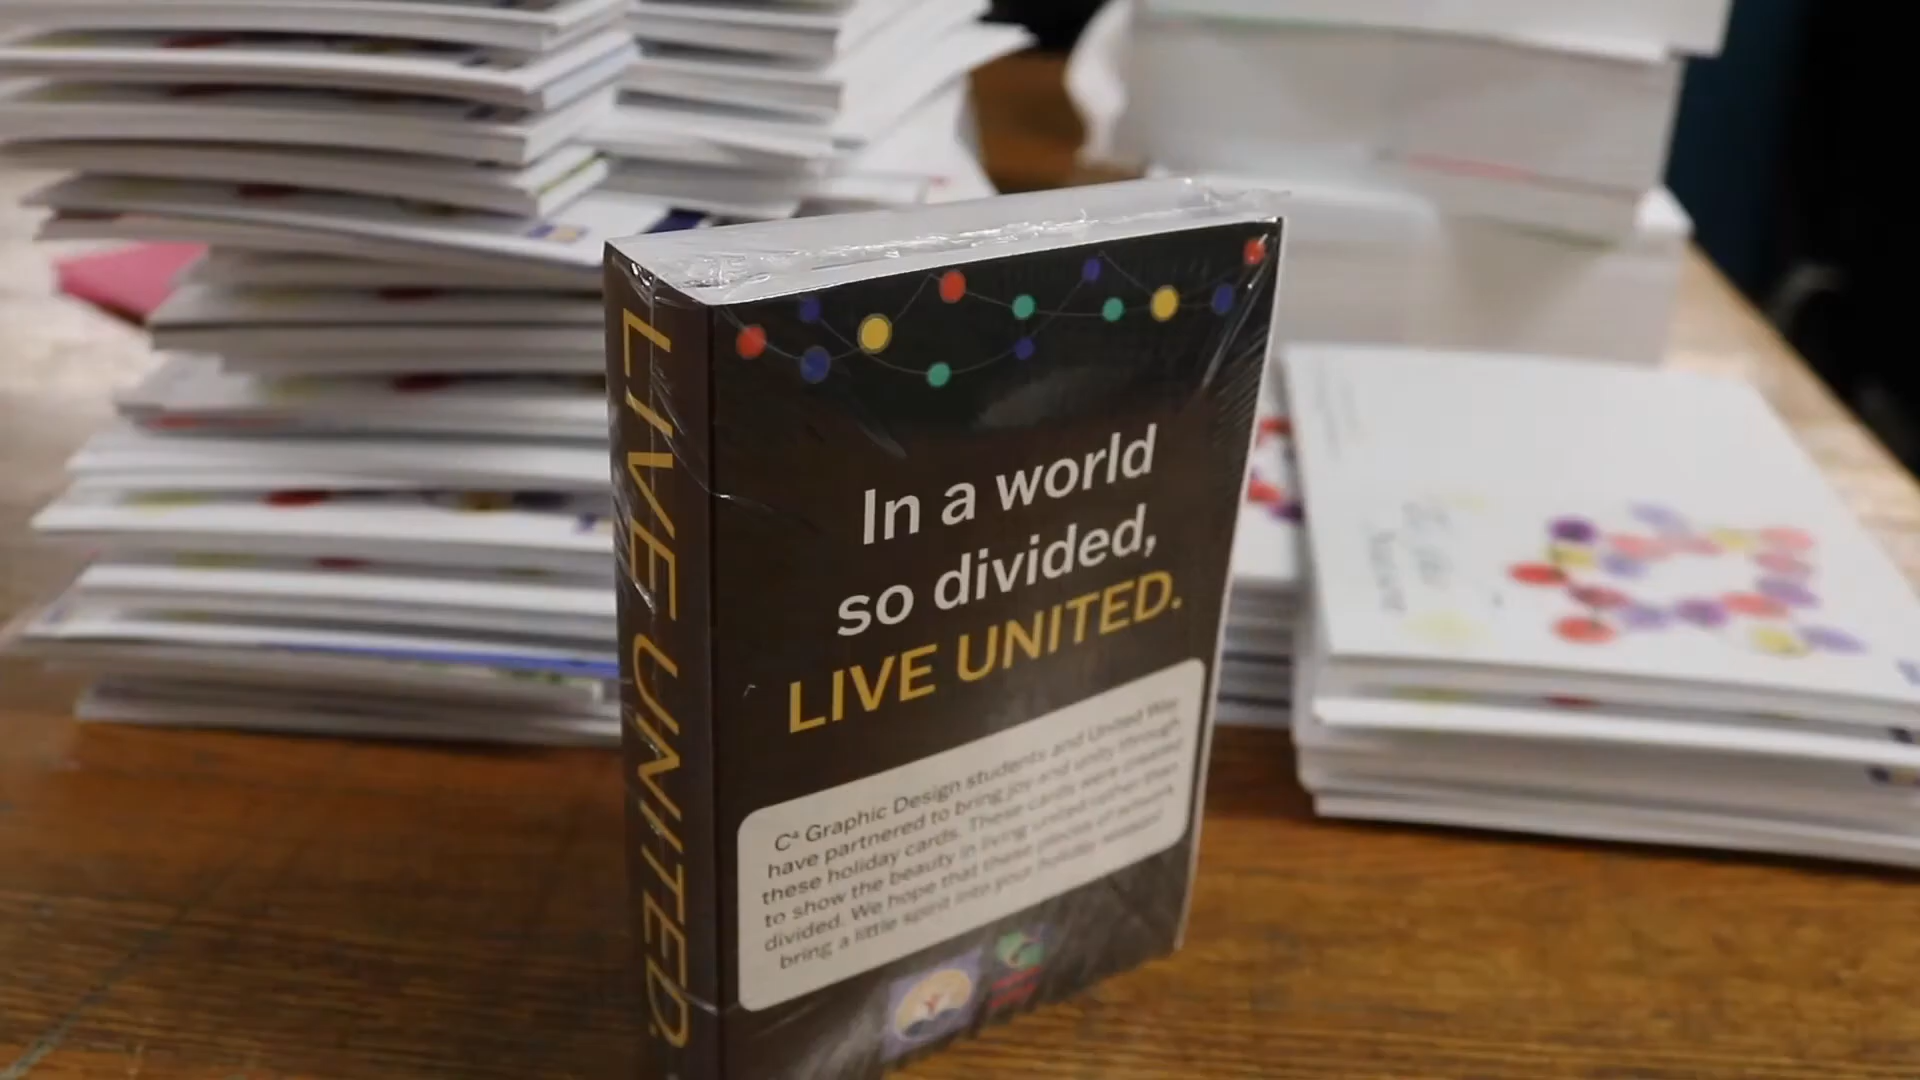 LIVE UNITED.
In a world
so divided,
LIVE UNITED.
C⁴ Graphic Design students and United Way
have partnered to bring joy and unity through
these holiday cards. These cards were created
to show the beauty in living united rather than
divided. We hope that these pieces of artwork
bring a little spirit into your holiday season!